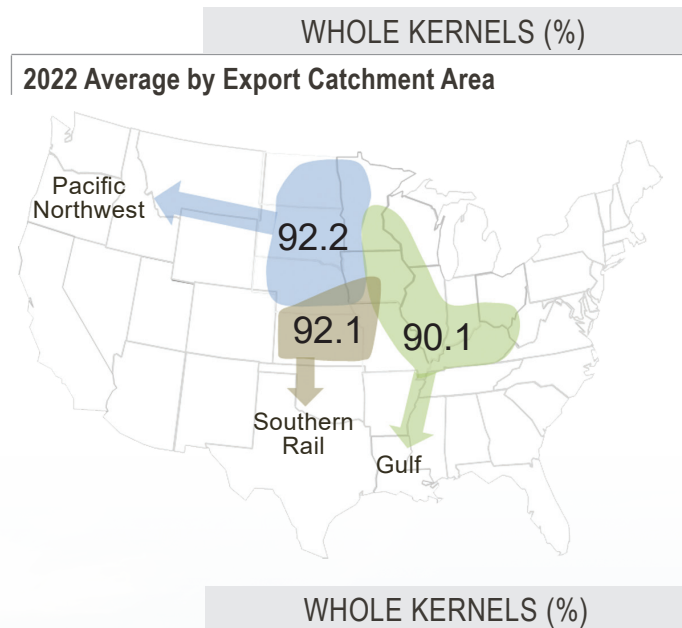 WHOLE KERNELS (%)
2022 Average by Export Catchment Area
Pacific
Northwest
92.2
92.1
90.1
Southern
Rail
Gulf
WHOLE KERNELS (%)